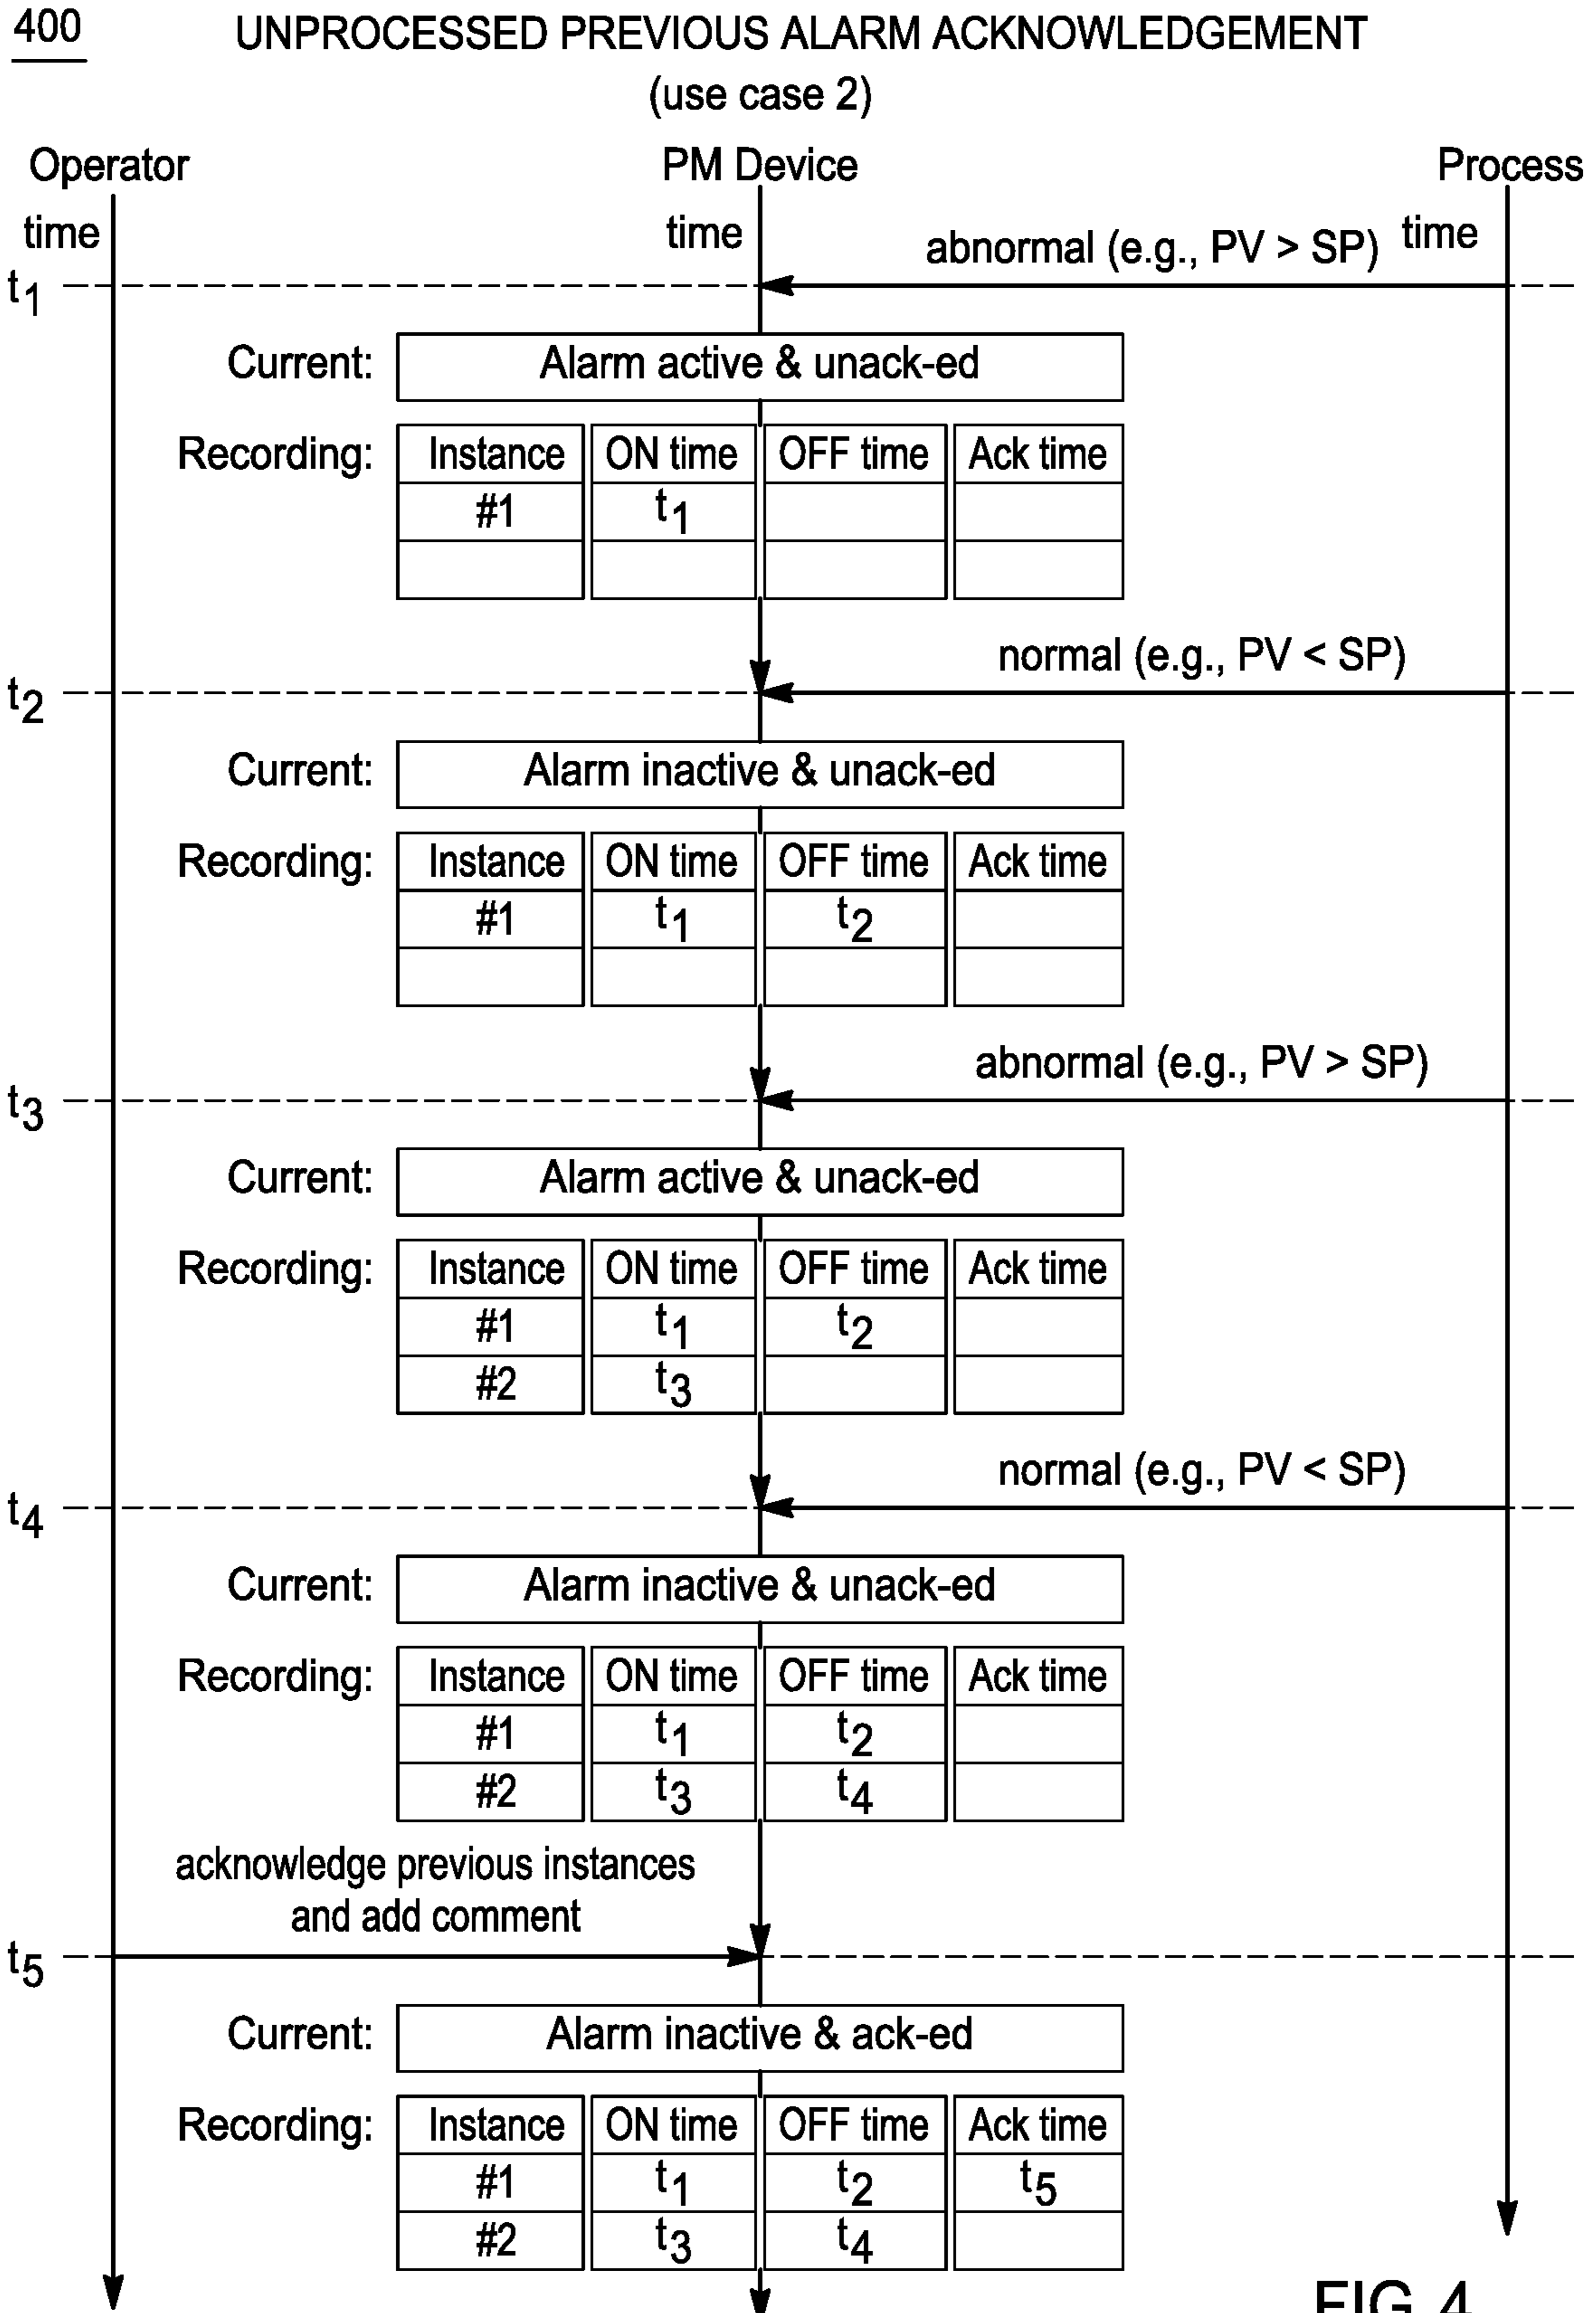 400 UNPROCESSED PREVIOUS ALARM ACKNOWLEDGEMENT
(use case 2)
Operator PM Device Process
time time abnormal (e.g., PV > SP) time
t1
Current: Alarm active & unack-ed
Recording: Instance ON time OFF time Ack time
#1 t1
normal (e.g., PV < SP)
t2
Current: Alarm inactive & unack-ed
Recording: Instance ON time OFF time Ack time
#1 t1 t2
abnormal (e.g., PV > SP)
t3
Current: Alarm active & unack-ed
Recording: Instance ON time OFF time Ack time
#1 t1 t2
#2 t3
normal (e.g., PV < SP)
t4
Current: Alarm inactive & unack-ed
Recording: Instance ON time OFF time Ack time
#1 t1 t2
#2 t3 t4
acknowledge previous instances
and add comment
t5
Current: Alarm inactive & ack-ed
Recording: Instance ON time OFF time Ack time
#1 t1 t2 t5
#2 t3 t4
FIG. 4